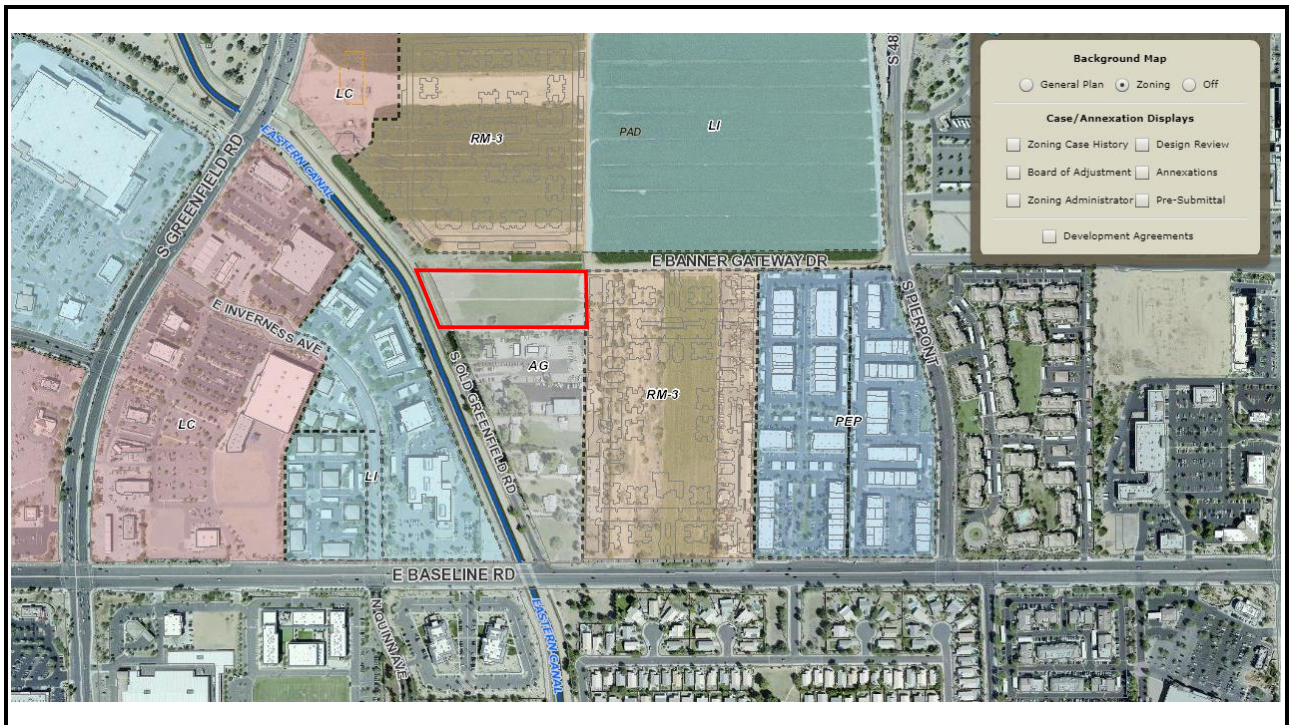 Background Map
General Plan Zoning Off
Case/Annexation Displays
Zoning Case History Design Review
Board of Adjustment Annexations
Zoning Administrator Pre-Submittal
Development Agreements
S 48
LC
EASTERN CANAL
RM-3
PAD
LI
S GREENFIELD RD
E BANNER GATEWAY DR
S PIERPONT
E INVERNESS AVE
S OLD GREENFIELD RD
AG
RM-3
PEP
LC
LI
E BASELINE RD
N QUINN AVE
EASTERN CANAL